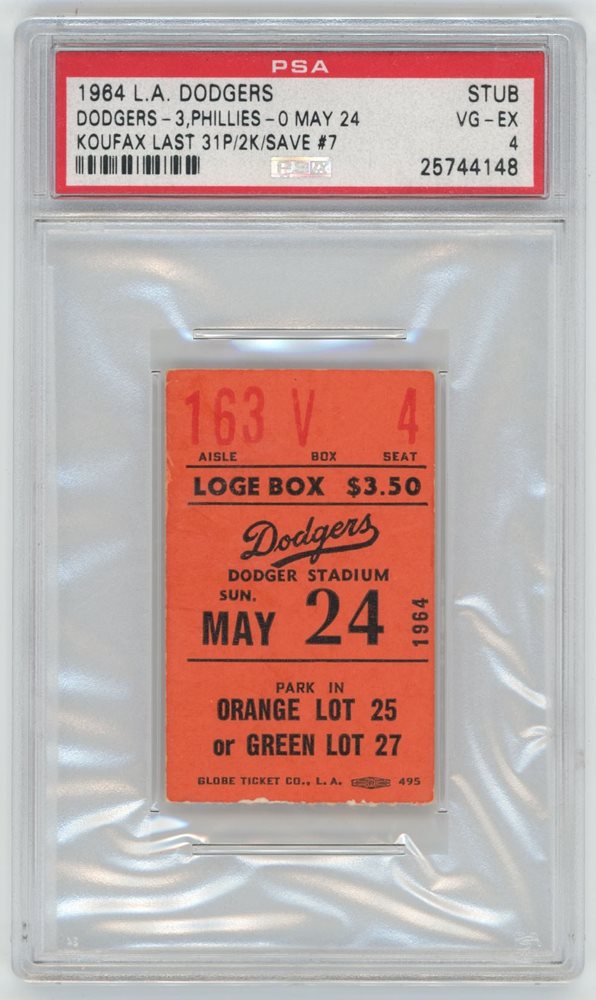 PSA
1964 L.A. DODGERS STUB
DODGERS-3,PHILLIES-0 MAY 24 VG-EX
KOUFAX LAST 31P/2K/SAVE #7 4
PSA 25744148
163 V 4
AISLE BOX SEAT
LOGE BOX $3.50
Dodgers
DODGER STADIUM
SUN.
MAY 24 1964
PARK IN
ORANGE LOT 25
or GREEN LOT 27
GLOBE TICKET CO., L.A. 495